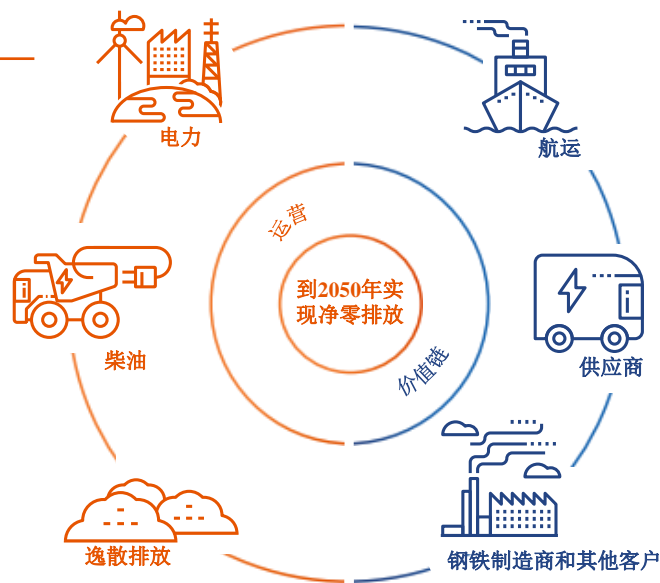 电力
航运
运营
到2050年实
现净零排放
柴油
价值链
供应商
逸散排放
钢铁制造商和其他客户